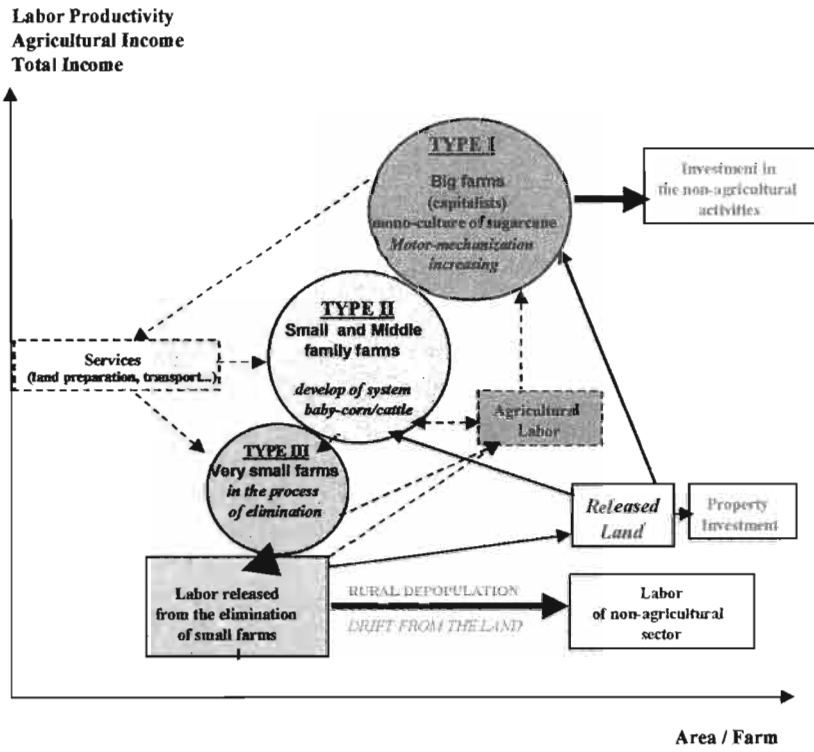 Labor Productivity
Agricultural Income
Total Income
TYPE I
Big farms
(capitalists)
mono-culture of sugarcane
Motor-mechanization
increasing
Investment in
the non-agricultural
activities
TYPE II
Small and Middle
family farms
develop of system
baby-corn/cattle
Services
(land preparation, transport...)
Agricultural
Labor
TYPE III
Very small farms
in the process
of elimination
Released
Land
Property
Investment
Labor released
from the elimination
of small farms
RURAL DEPOPULATION
DRIFT FROM THE LAND
Labor
of non-agricultural
sector
Area / Farm